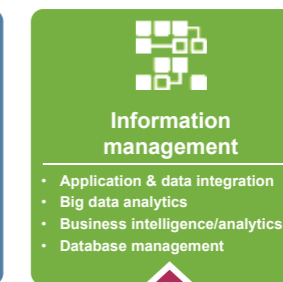 Information
management
• Application & data integration
• Big data analytics
• Business intelligence/analytics
• Database management